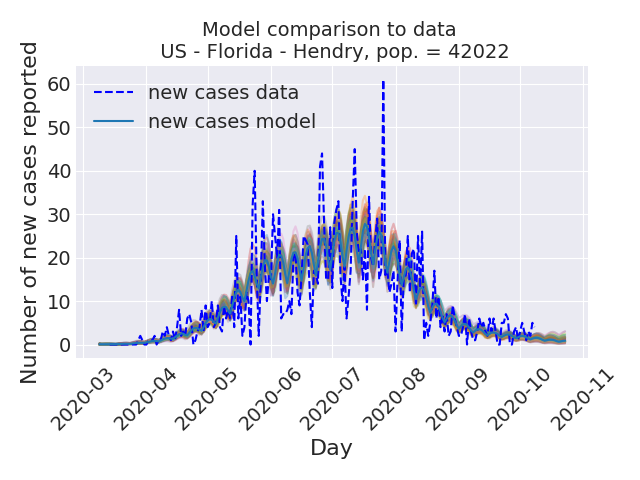 Model comparison to data
US - Florida - Hendry, pop. = 42022
Number of new cases reported
60
50
40
30
20
10
0
new cases data
new cases model
2020-03
2020-04
2020-05
2020-06
2020-07
2020-08
2020-09
2020-10
2020-11
Day